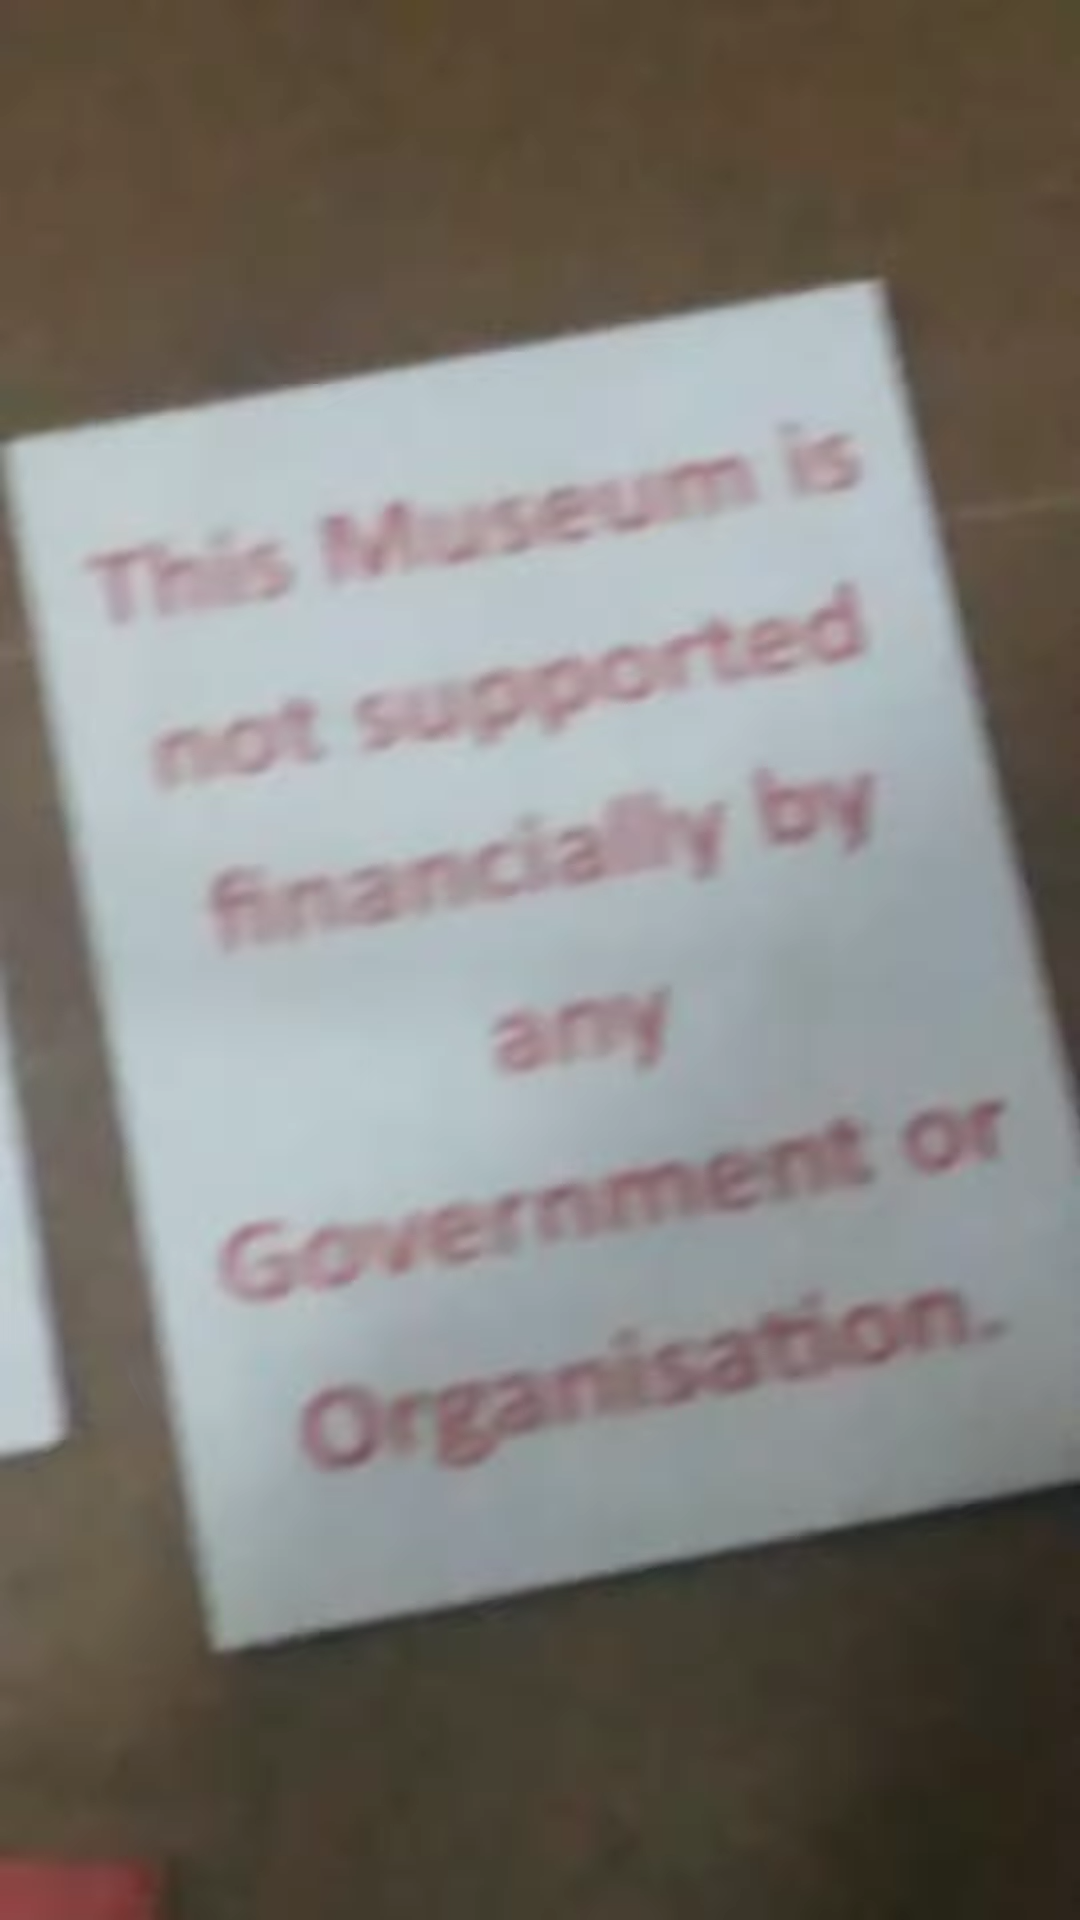 This Museum is
not supported
financially by
any
Government or
Organisation.